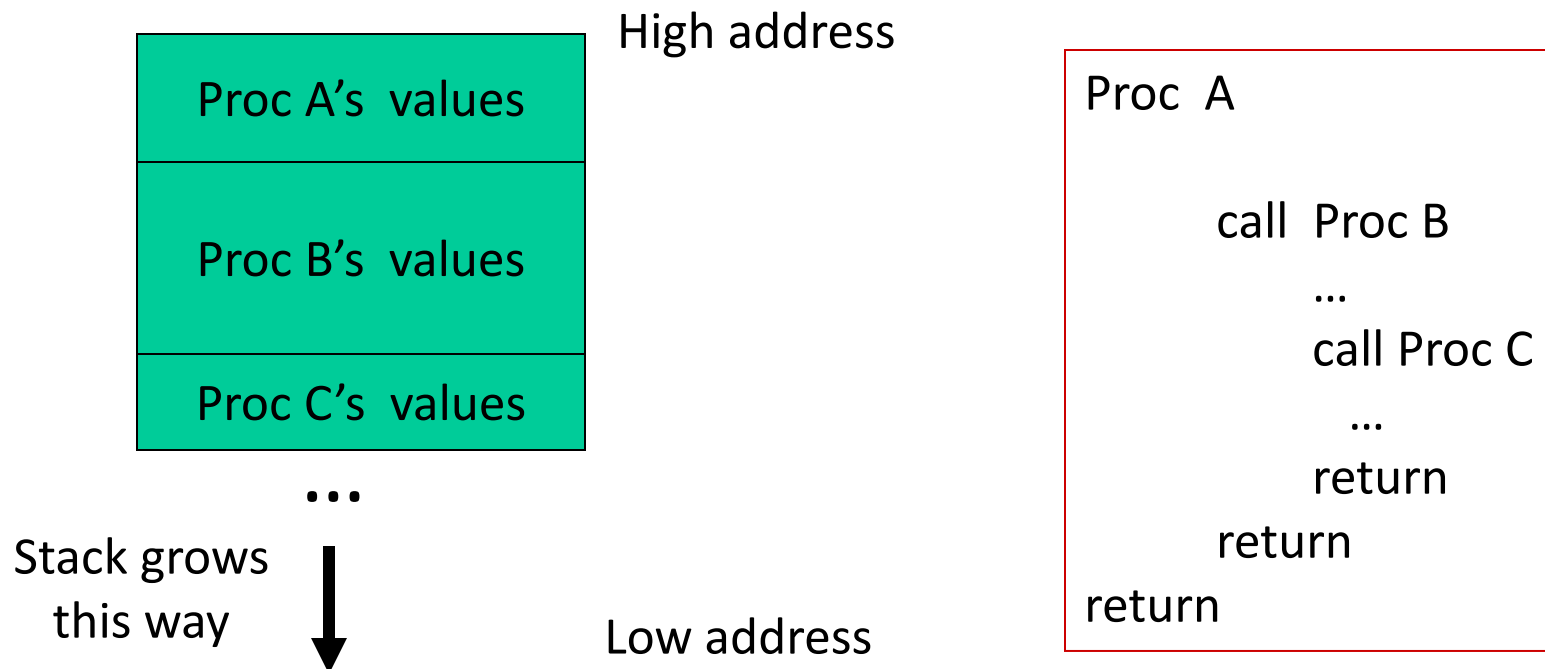 High address
Proc A’s  values
Proc B’s  values
Proc C’s  values
...
Stack grows
this way
Low address
Proc  A
call  Proc B
...
call Proc C
...
return
return
return